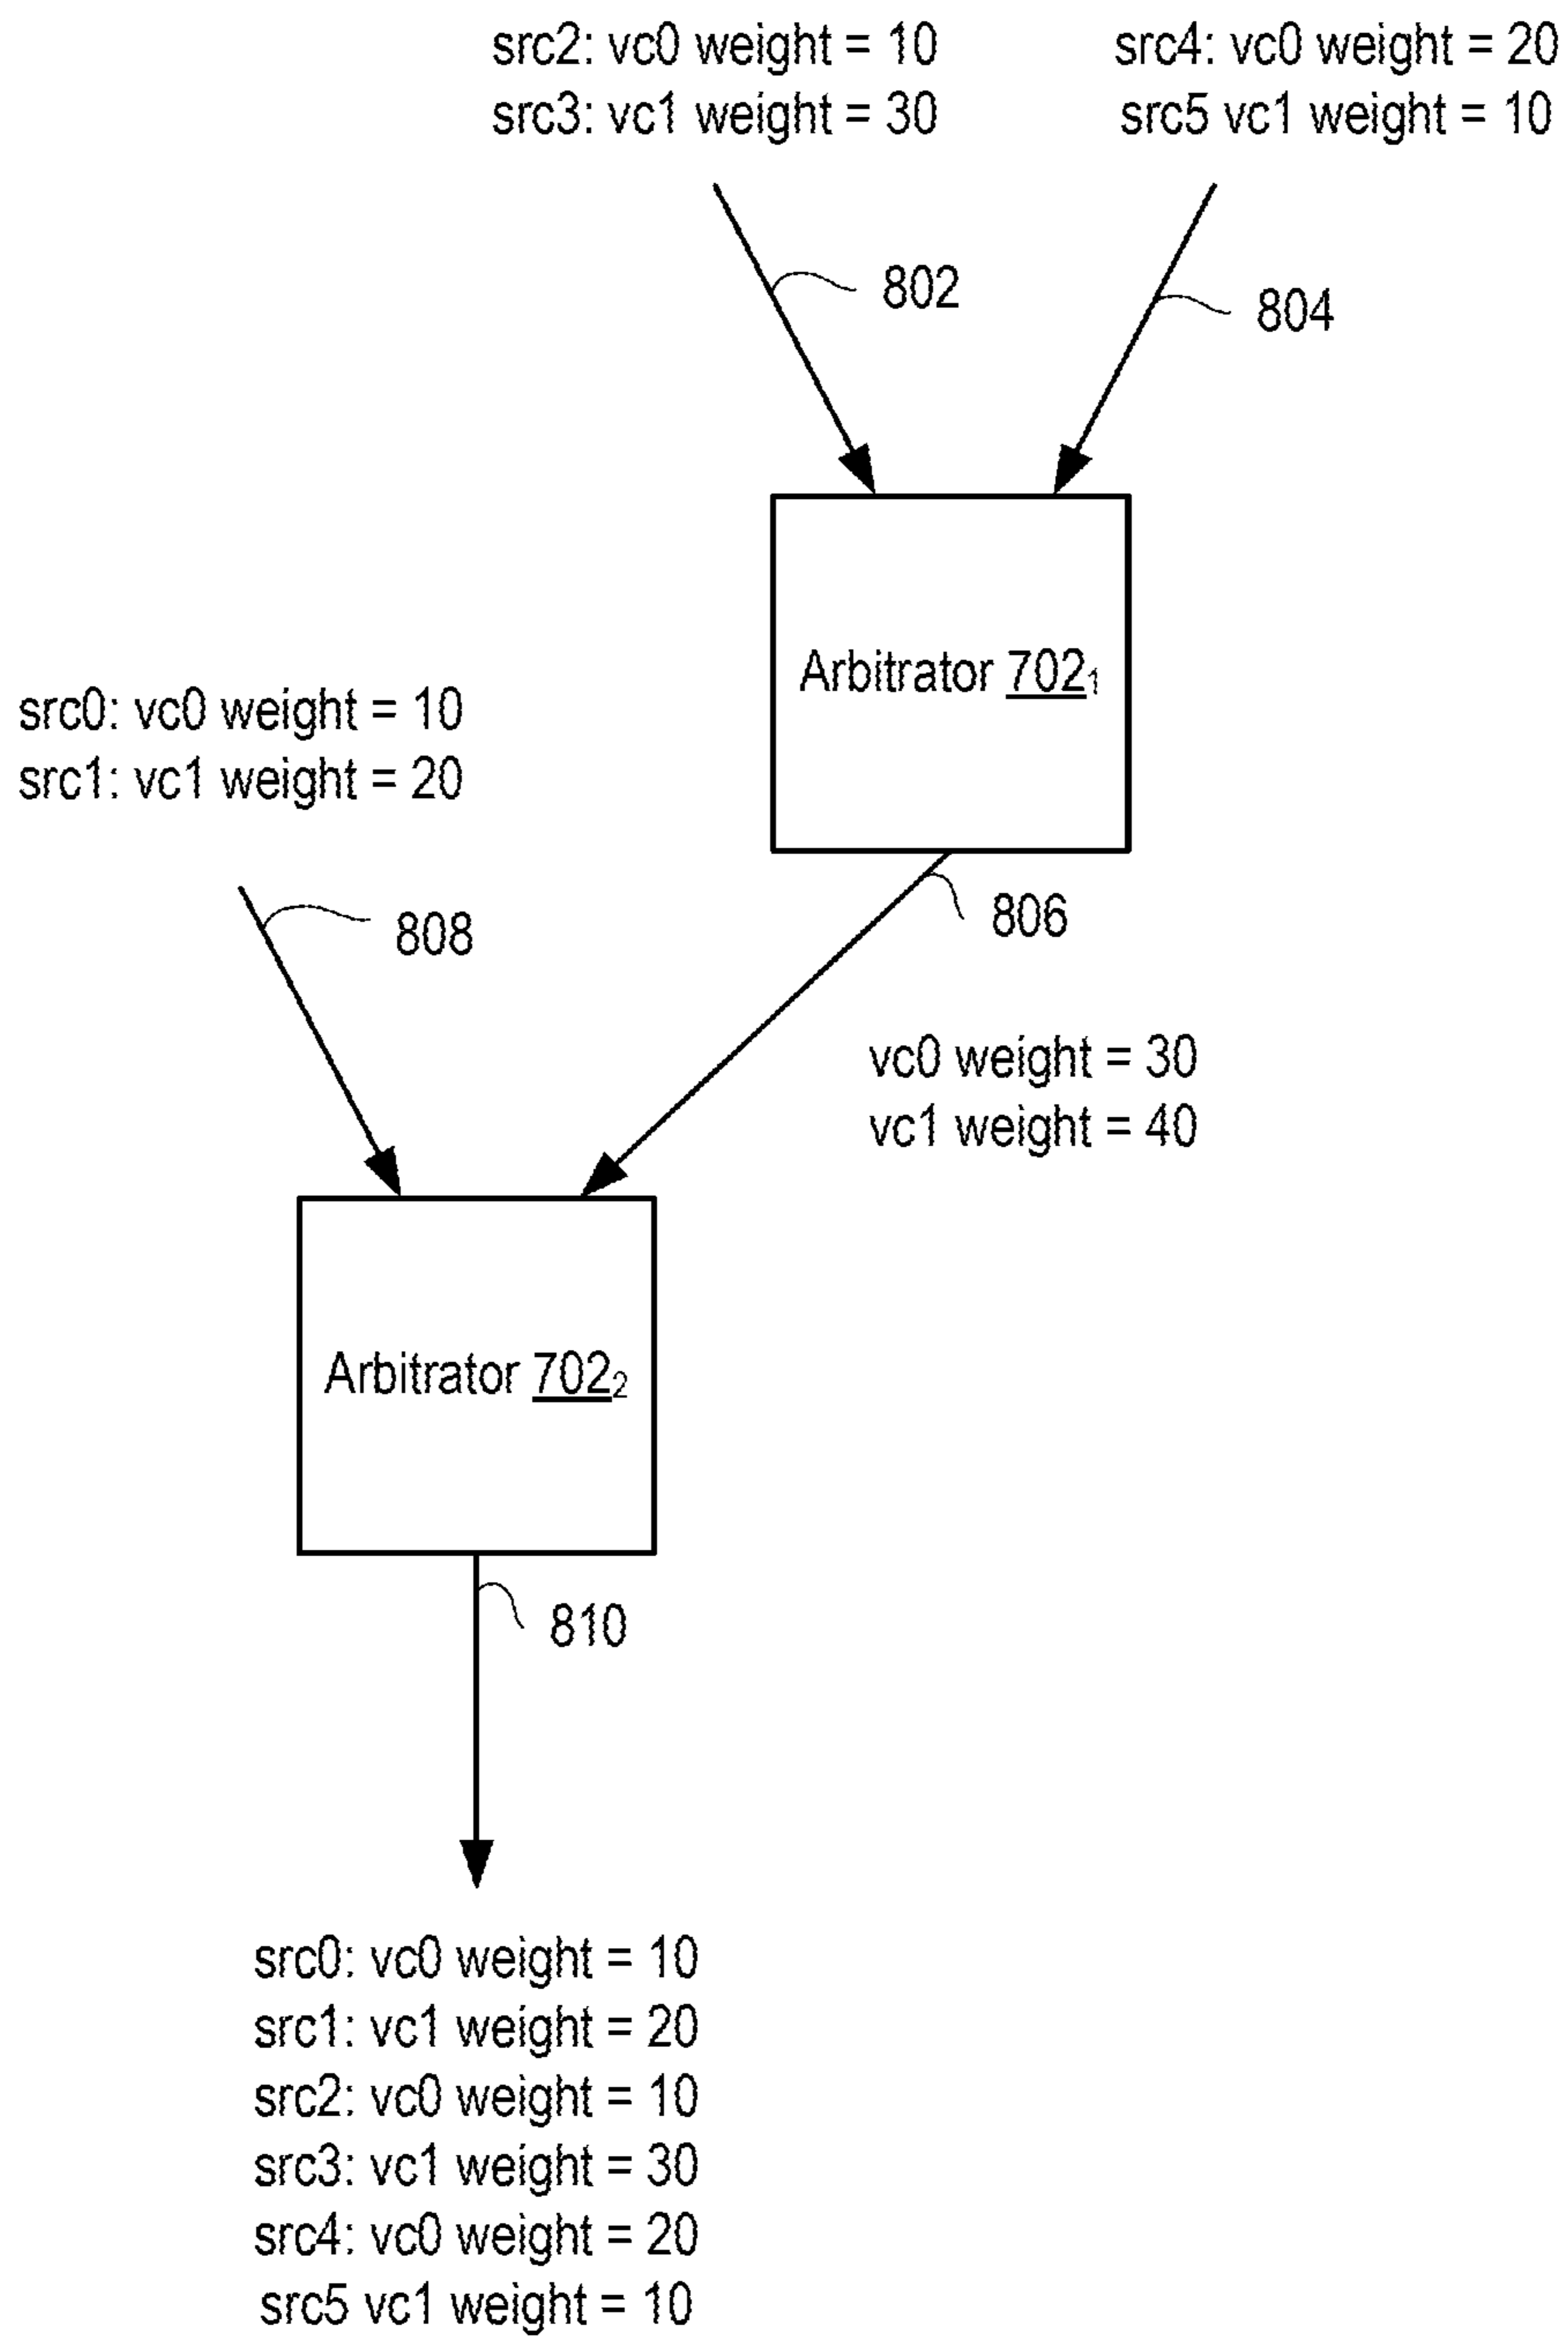 src2: vc0 weight = 10
src3: vc1 weight = 30
src4: vc0 weight = 20
src5 vc1 weight = 10
802
804
Arbitrator 702₁
src0: vc0 weight = 10
src1: vc1 weight = 20
808
806
vc0 weight = 30
vc1 weight = 40
Arbitrator 702₂
810
src0: vc0 weight = 10
src1: vc1 weight = 20
src2: vc0 weight = 10
src3: vc1 weight = 30
src4: vc0 weight = 20
src5 vc1 weight = 10